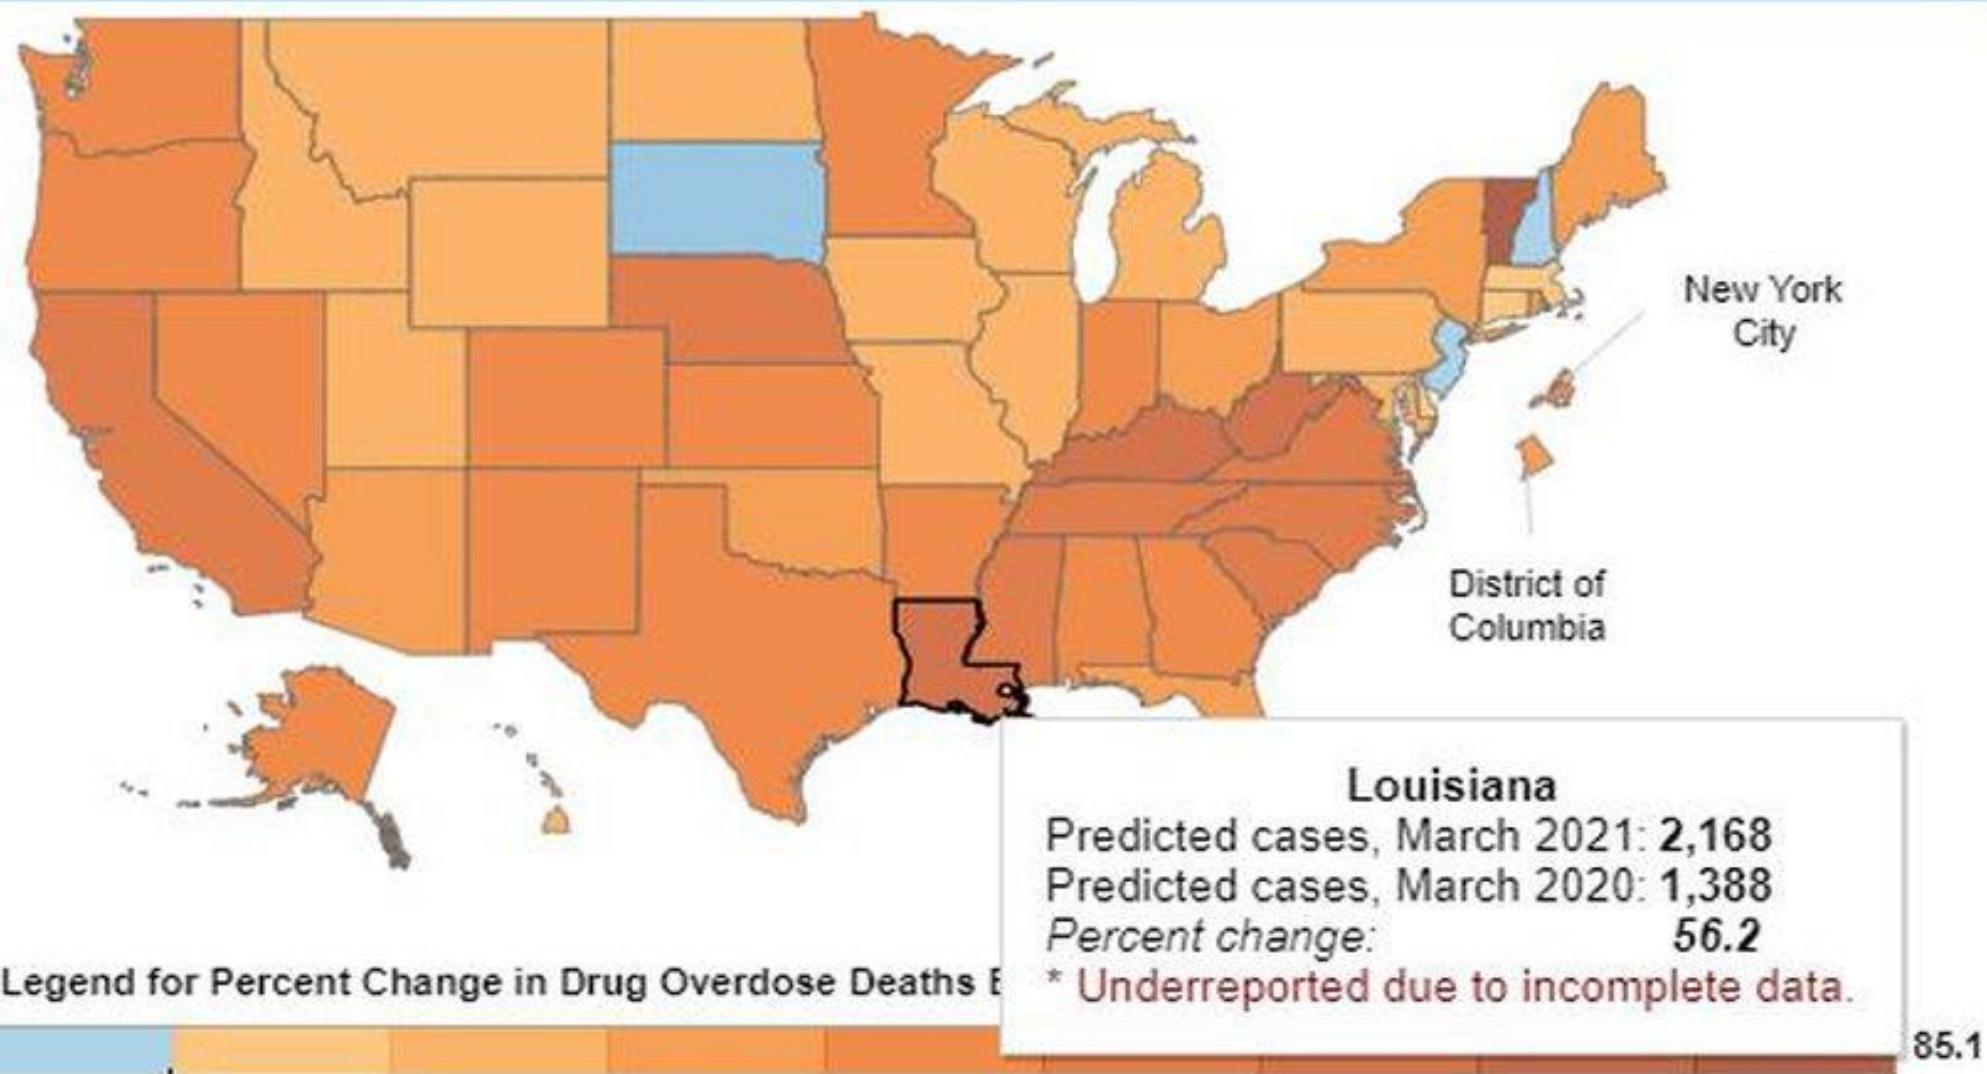 New York
City
District of
Columbia
Louisiana
Predicted cases, March 2021: 2,168
Predicted cases, March 2020: 1,388
Percent change: 56.2
* Underreported due to incomplete data.
Legend for Percent Change in Drug Overdose Deaths
85.1